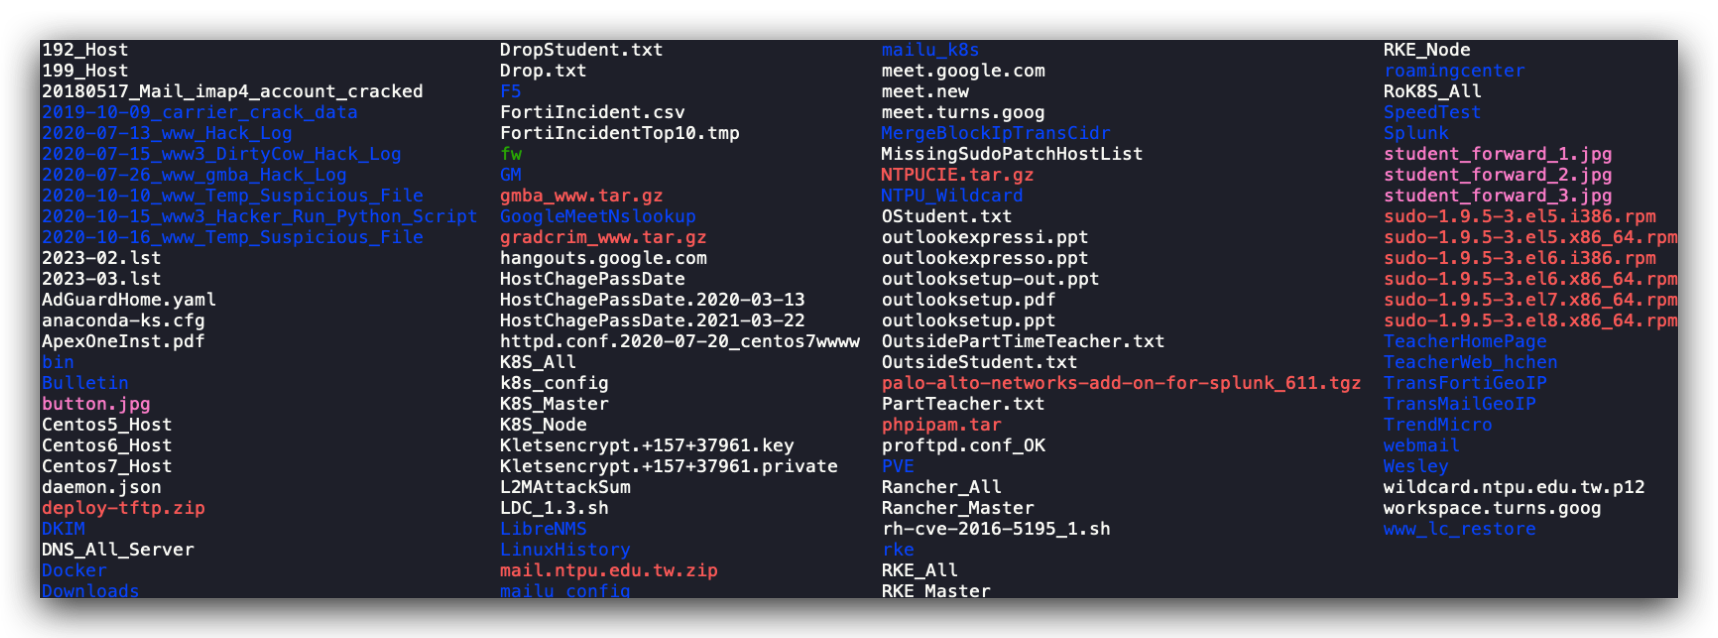 192_Host DropStudent.txt mailu_k8s RKE_Node
199_Host Drop.txt meet.google.com roamingcenter
20180517_Mail_imap4_account_cracked F5 meet.new RoK8S_All
2019-10-09_carrier_crack_data FortiIncident.csv meet.turns.goog SpeedTest
2020-07-13_www_Hack_Log FortiIncidentTop10.tmp MergeBlockIpTransCidr Splunk
2020-07-15_www3_DirtyCow_Hack_Log fw MissingSudoPatchHostList student_forward_1.jpg
2020-07-26_www_gmba_Hack_Log GM NTPUCIE.tar.gz student_forward_2.jpg
2020-10-10_www_Temp_Suspicious_File gmba_www.tar.gz NTPU_Wildcard student_forward_3.jpg
2020-10-15_www3_Hacker_Run_Python_Script GoogleMeetNslookup OStudent.txt sudo-1.9.5-3.el5.i386.rpm
2020-10-16_www_Temp_Suspicious_File gradcrim_www.tar.gz outlookexpressi.ppt sudo-1.9.5-3.el5.x86_64.rpm
2023-02.lst hangouts.google.com outlookexpresso.ppt sudo-1.9.5-3.el6.i386.rpm
2023-03.lst HostChagePassDate outlooksetup-out.ppt sudo-1.9.5-3.el6.x86_64.rpm
AdGuardHome.yaml HostChagePassDate.2020-03-13 outlooksetup.pdf sudo-1.9.5-3.el7.x86_64.rpm
anaconda-ks.cfg HostChagePassDate.2021-03-22 outlooksetup.ppt sudo-1.9.5-3.el8.x86_64.rpm
ApexOneInst.pdf httpd.conf.2020-07-20_centos7wwww OutsidePartTimeTeacher.txt TeacherHomePage
bin K8S_All OutsideStudent.txt TeacherWeb_hchen
Bulletin k8s_config palo-alto-networks-add-on-for-splunk_611.tgz TransFortiGeoIP
button.jpg K8S_Master PartTeacher.txt TransMailGeoIP
Centos5_Host K8S_Node phpipam.tar TrendMicro
Centos6_Host Kletsencrypt.+157+37961.key proftpd.conf_OK webmail
Centos7_Host Kletsencrypt.+157+37961.private PVE Wesley
daemon.json L2MAttackSum Rancher_All wildcard.ntpu.edu.tw.p12
deploy-tftp.zip LDC_1.3.sh Rancher_Master workspace.turns.goog
DKIM LibreNMS rh-cve-2016-5195_1.sh www_lc_restore
DNS_All_Server LinuxHistory rke
Docker mail.ntpu.edu.tw.zip RKE_All
Downloads mailu_config RKE_Master